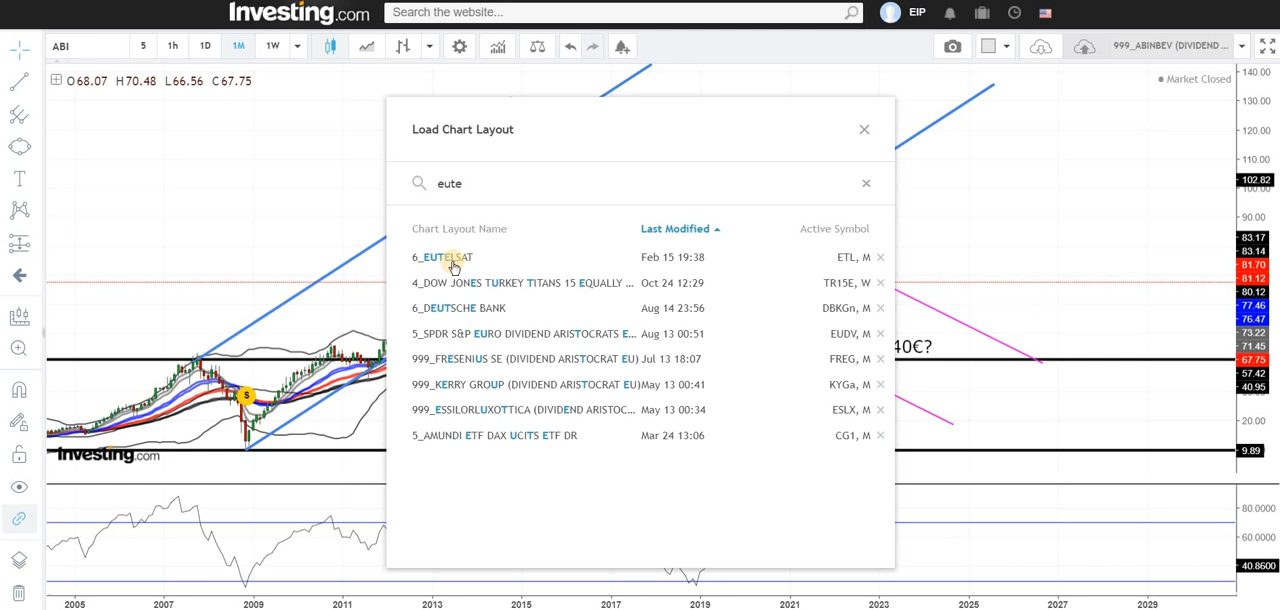 Investing.com
Search the website...
EIP
ABI
5
1h
1D
1M
1W
999_ABINBEV (DIVIDEND ...
O68.07 H70.48 L66.56 C67.75
Market Closed
Load Chart Layout
eute
Chart Layout Name Last Modified Active Symbol
6_EUTELSAT Feb 15 19:38 ETL, M
4_DOW JONES TURKEY TITANS 15 EQUALLY ... Oct 24 12:29 TR15E, W
6_DEUTSCHE BANK Aug 14 23:56 DBKGn, M
5_SPDR S&P EURO DIVIDEND ARISTOCRATS E... Aug 13 00:51 EUDV, M
999_FRESENIUS SE (DIVIDEND ARISTOCRAT EU) Jul 13 18:07 FREG, M
999_KERRY GROUP (DIVIDEND ARISTOCRAT EU) May 13 00:41 KYGa, M
999_ESSILORLUXOTTICA (DIVIDEND ARISTOC... May 13 00:34 ESLX, M
5_AMUNDI ETF DAX UCITS ETF DR Mar 24 13:06 CG1, M
40€?
S
Investing.com
140.00
130.00
120.00
110.00
102.82
100.00
90.00
83.17
83.14
81.70
81.12
80.12
77.46
76.47
73.22
71.45
67.75
57.42
40.95
20.00
9.89
80.0000
60.0000
40.8600
2005
2007
2009
2011
2013
2015
2017
2019
2021
2023
2025
2027
2029